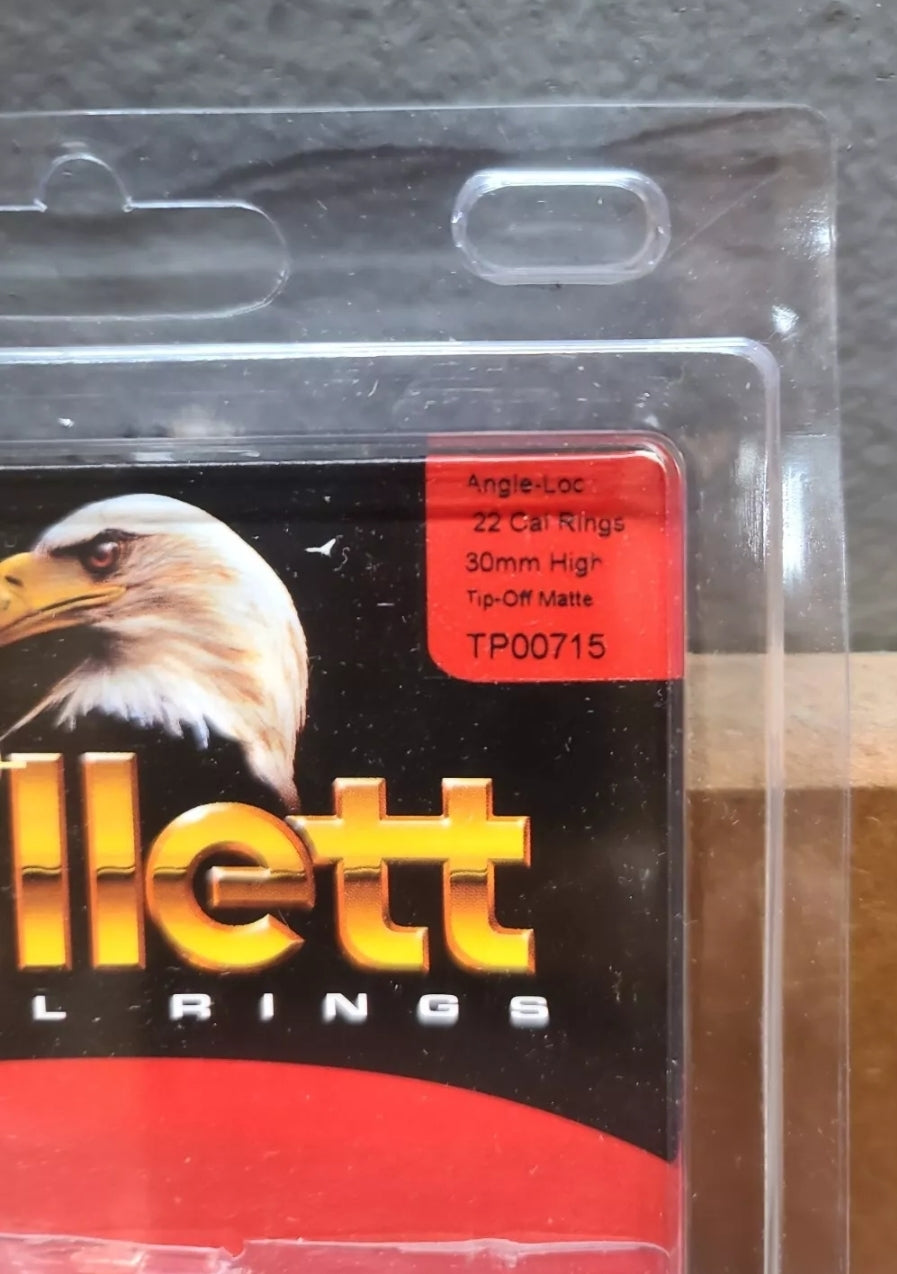 Angle-Loc
22 Cal Rings
30mm High
Tip-Off Matte
TP00715
llett
L RINGS